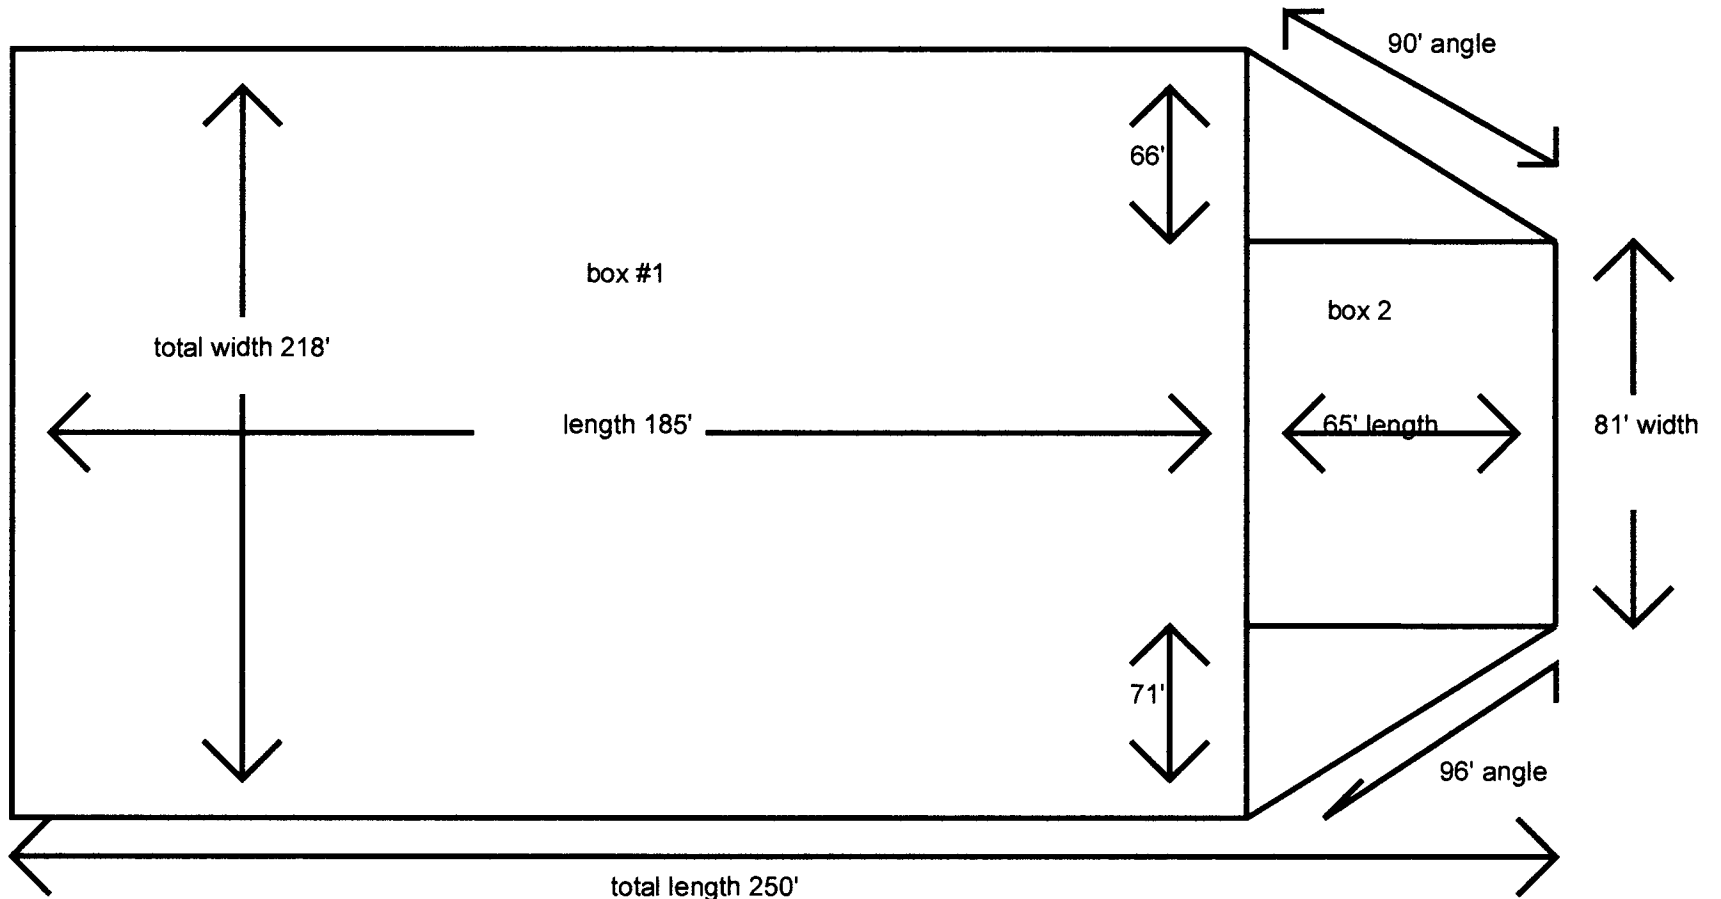 90' angle
66'
box #1
box 2
total width 218'
length 185'
65' length
81' width
71'
96' angle
total length 250'